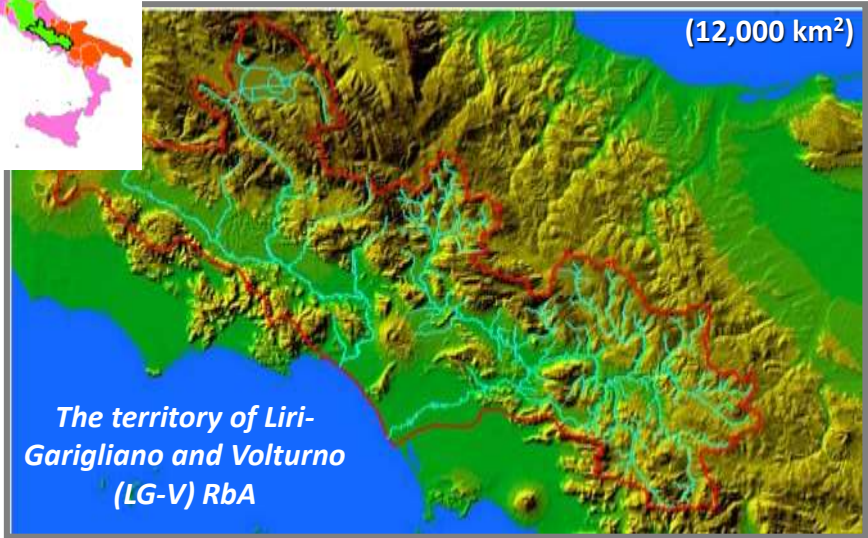 (12,000 km²)
The territory of Liri-
Garigliano and Volturno
(LG-V) RbA